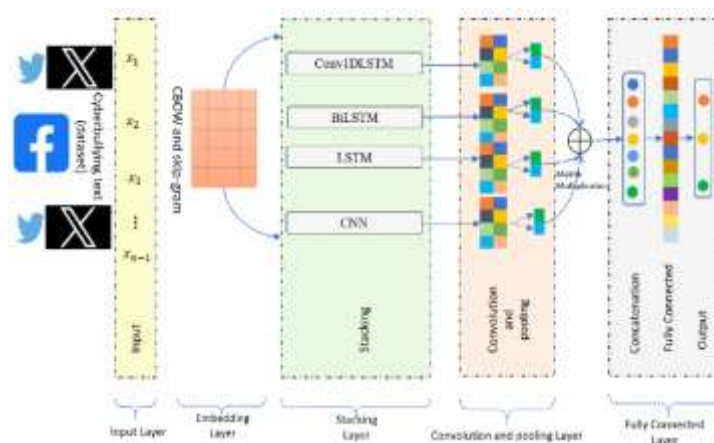 Cyberbullying text
(dataset)
x₁
x₂
x₃
⋮
xₙ₋₁
Input
CBOW and skip-gram
Conv1DLSTM
BiLSTM
LSTM
CNN
Stacking
Convolution
and
pooling
Matrix
Multiplication
Concatenation
Fully Connected
Output
Input Layer
Embedding
Layer
Stacking
Layer
Convolution and pooling Layer
Fully Connected
Layer